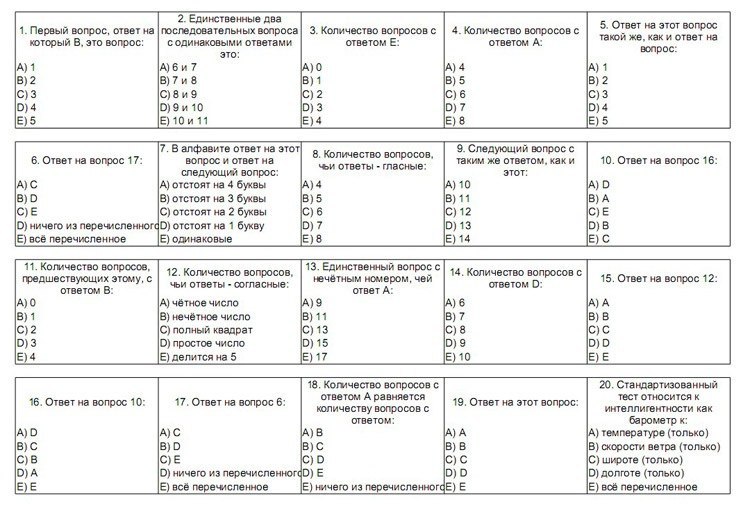 1. Первый вопрос, ответ на
который B, это вопрос:
A) 1
B) 2
C) 3
D) 4
E) 5
2. Единственные два
последовательных вопроса
с одинаковыми ответами
это:
A) 6 и 7
B) 7 и 8
C) 8 и 9
D) 9 и 10
E) 10 и 11
3. Количество вопросов с
ответом E:
A) 0
B) 1
C) 2
D) 3
E) 4
4. Количество вопросов с
ответом A:
A) 4
B) 5
C) 6
D) 7
E) 8
5. Ответ на этот вопрос
такой же, как и ответ на
вопрос:
A) 1
B) 2
C) 3
D) 4
E) 5
6. Ответ на вопрос 17:
A) C
B) D
C) E
D) ничего из перечисленного
E) всё перечисленное
7. В алфавите ответ на этот
вопрос и ответ на
следующий вопрос:
A) отстоят на 4 буквы
B) отстоят на 3 буквы
C) отстоят на 2 буквы
D) отстоят на 1 букву
E) одинаковые
8. Количество вопросов,
чьи ответы - гласные:
A) 4
B) 5
C) 6
D) 7
E) 8
9. Следующий вопрос с
таким же ответом, как и
этот:
A) 10
B) 11
C) 12
D) 13
E) 14
10. Ответ на вопрос 16:
A) D
B) A
C) E
D) B
E) C
11. Количество вопросов,
предшествующих этому, с
ответом B:
A) 0
B) 1
C) 2
D) 3
E) 4
12. Количество вопросов,
чьи ответы - согласные:
A) чётное число
B) нечётное число
C) полный квадрат
D) простое число
E) делится на 5
13. Единственный вопрос с
нечётным номером, чей
ответ A:
A) 9
B) 11
C) 13
D) 15
E) 17
14. Количество вопросов с
ответом D:
A) 6
B) 7
C) 8
D) 9
E) 10
15. Ответ на вопрос 12:
A) A
B) B
C) C
D) D
E) E
16. Ответ на вопрос 10:
A) D
B) C
C) B
D) A
E) E
17. Ответ на вопрос 6:
A) C
B) D
C) E
D) ничего из перечисленного
E) всё перечисленное
18. Количество вопросов с
ответом A равняется
количеству вопросов с
ответом:
A) B
B) C
C) D
D) E
E) ничего из перечисленного
19. Ответ на этот вопрос:
A) A
B) B
C) C
D) D
E) E
20. Стандартизованный
тест относится к
интеллигентности как
барометр к:
A) температуре (только)
B) скорости ветра (только)
C) широте (только)
D) долготе (только)
E) всё перечисленное